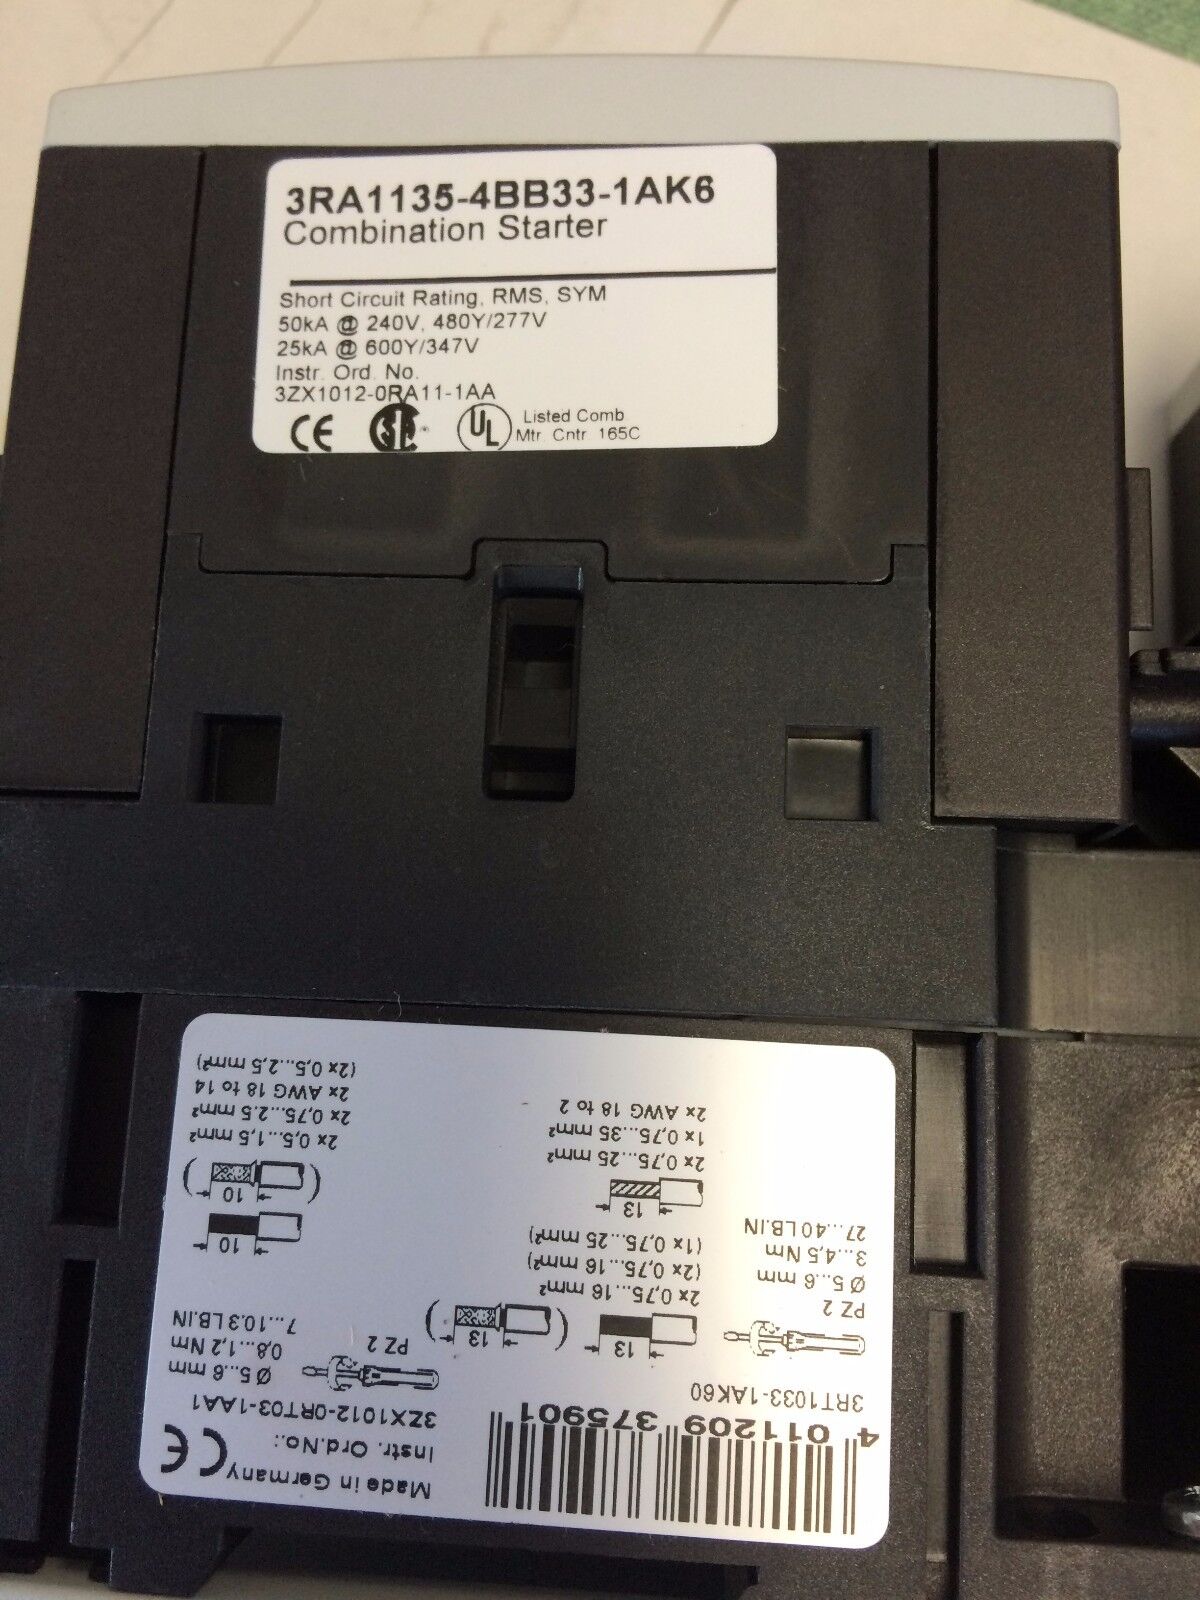 3RA1135-4BB33-1AK6
Combination Starter
Short Circuit Rating, RMS, SYM
50kA @ 240V, 480Y/277V
25kA @ 600Y/347V
Instr. Ord. No.
3ZX1012-0RA11-1AA
CE SA UL Listed Comb
Mtr. Cntr 165C
4 011209 375901
Made in Germany
Instr. Ord.No.:
3ZX1012-0RT03-1AA1
CE
3RT1033-1AK60
PZ 2
Ø 5...6 mm
3...4,5 Nm
27...40 LB.IN
13
13
2x 0,75...16 mm²
(2x 0,75...16 mm²)
(1x 0,75...25 mm²)
13
2x 0,75...25 mm²
1x 0,75...35 mm²
2x AWG 18 to 2
PZ 2
Ø 5...6 mm
0,8...1,2 Nm
7...10.3 LB.IN
10
10
2x 0,5...1,5 mm²
2x 0,75...2.5 mm²
2x AWG 18 to 14
(2x 0,5...2,5 mm²)